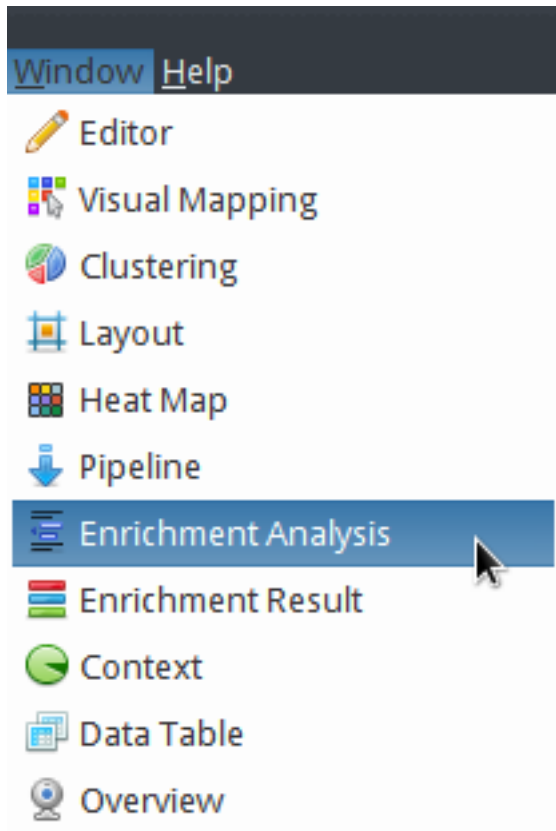 Window Help
Editor
Visual Mapping
Clustering
Layout
Heat Map
Pipeline
Enrichment Analysis
Enrichment Result
Context
Data Table
Overview